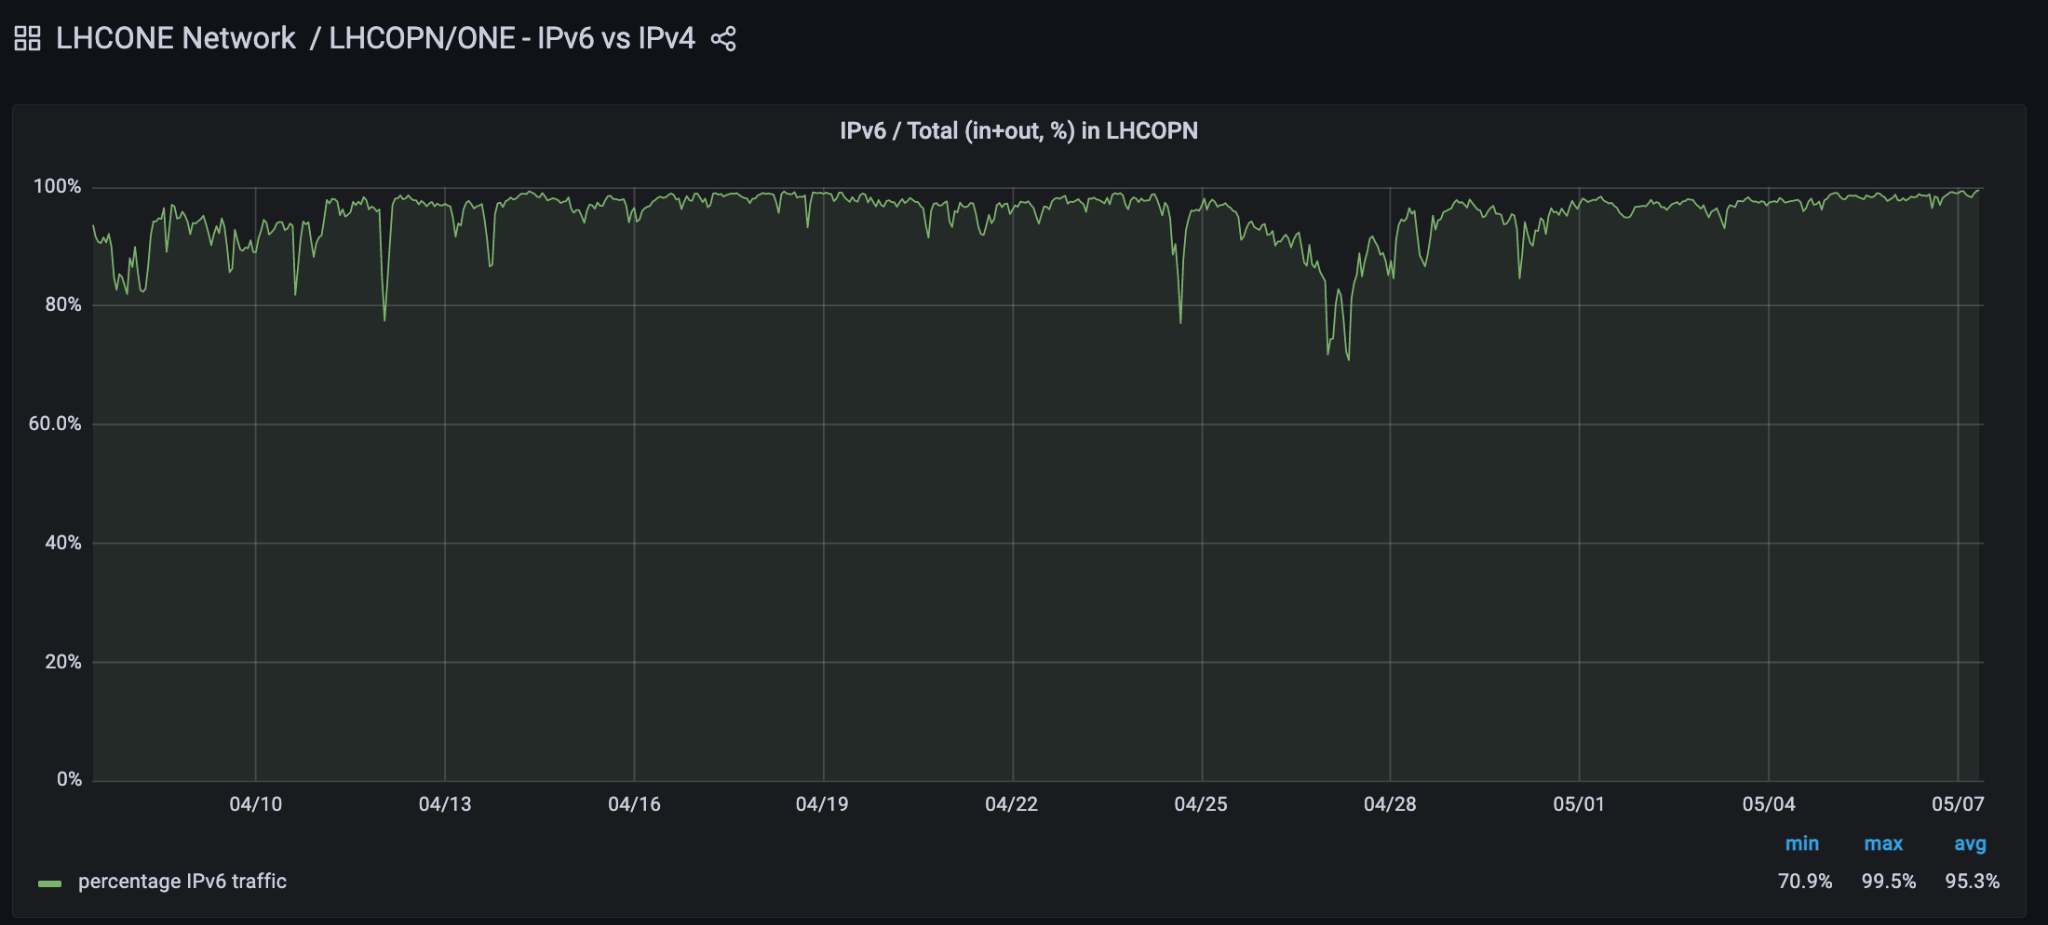 LHCONE Network / LHCOPN/ONE - IPv6 vs IPv4
IPv6 / Total (in+out, %) in LHCOPN
100%
80%
60.0%
40%
20%
0%
04/10 04/13 04/16 04/19 04/22 04/25 04/28 05/01 05/04 05/07
min max avg
percentage IPv6 traffic 70.9% 99.5% 95.3%